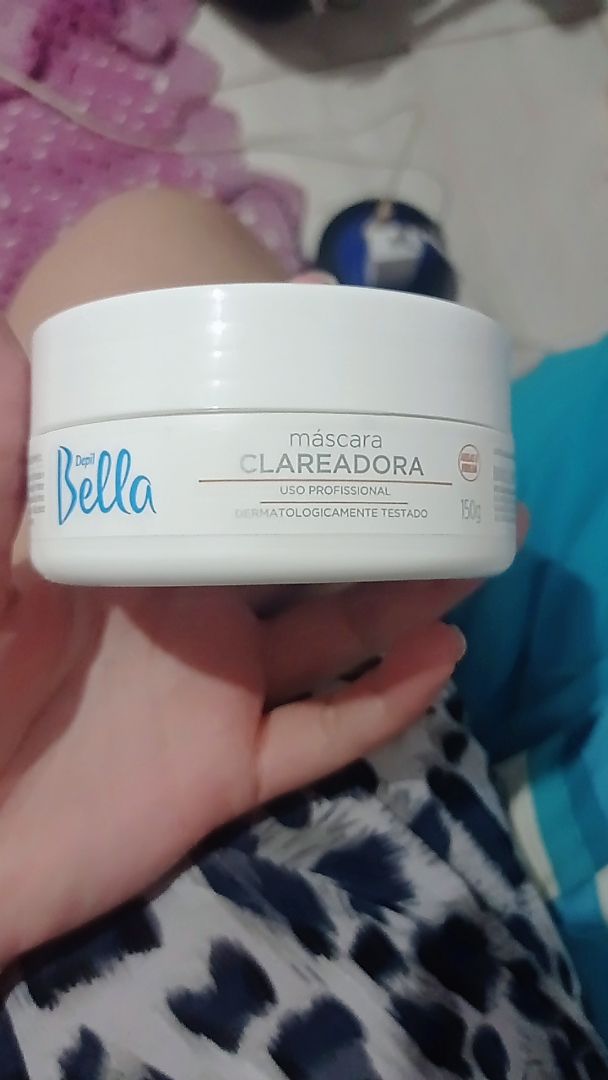 Depil
Bella
máscara
CLAREADORA
USO PROFISSIONAL
DERMATOLOGICAMENTE TESTADO
150g